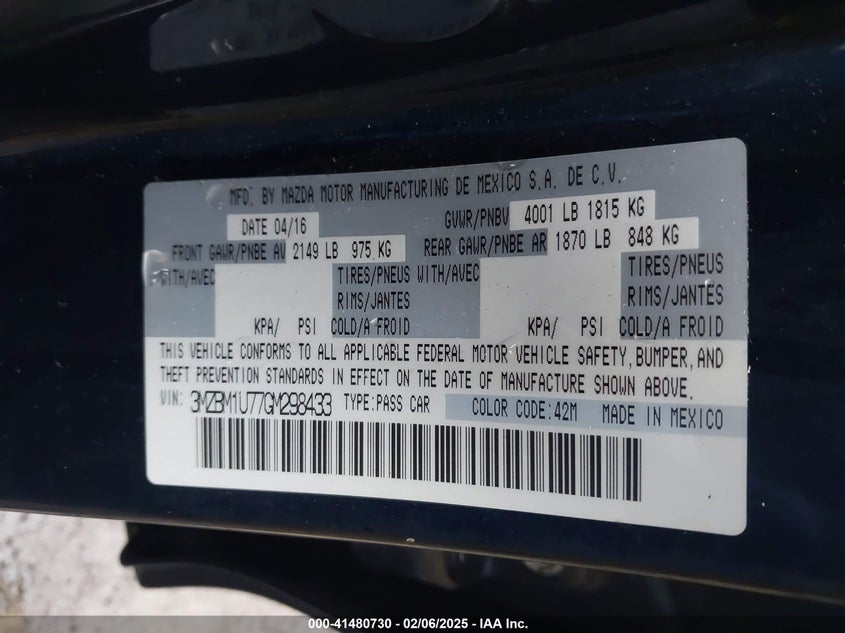 MFD. BY MAZDA MOTOR MANUFACTURING DE MEXICO S.A. DE C.V.
DATE 04/16 GVWR/PNBV 4001 LB 1815 KG
FRONT GAWR/PNBE AV 2149 LB 975 KG REAR GAWR/PNBE AR 1870 LB 848 KG
WITH/AVEC TIRES/PNEUS WITH/AVEC TIRES/PNEUS
RIMS/JANTES RIMS/JANTES
KPA/ PSI COLD/A FROID KPA/ PSI COLD/A FROID
THIS VEHICLE CONFORMS TO ALL APPLICABLE FEDERAL MOTOR VEHICLE SAFETY, BUMPER, AND
THEFT PREVENTION STANDARDS IN EFFECT ON THE DATE OF MANUFACTURE SHOWN ABOVE.
VIN: 3MZBM1U77GM298433 TYPE:PASS CAR COLOR CODE:42M MADE IN MEXICO
000-41480730 - 02/06/2025 - IAA Inc.